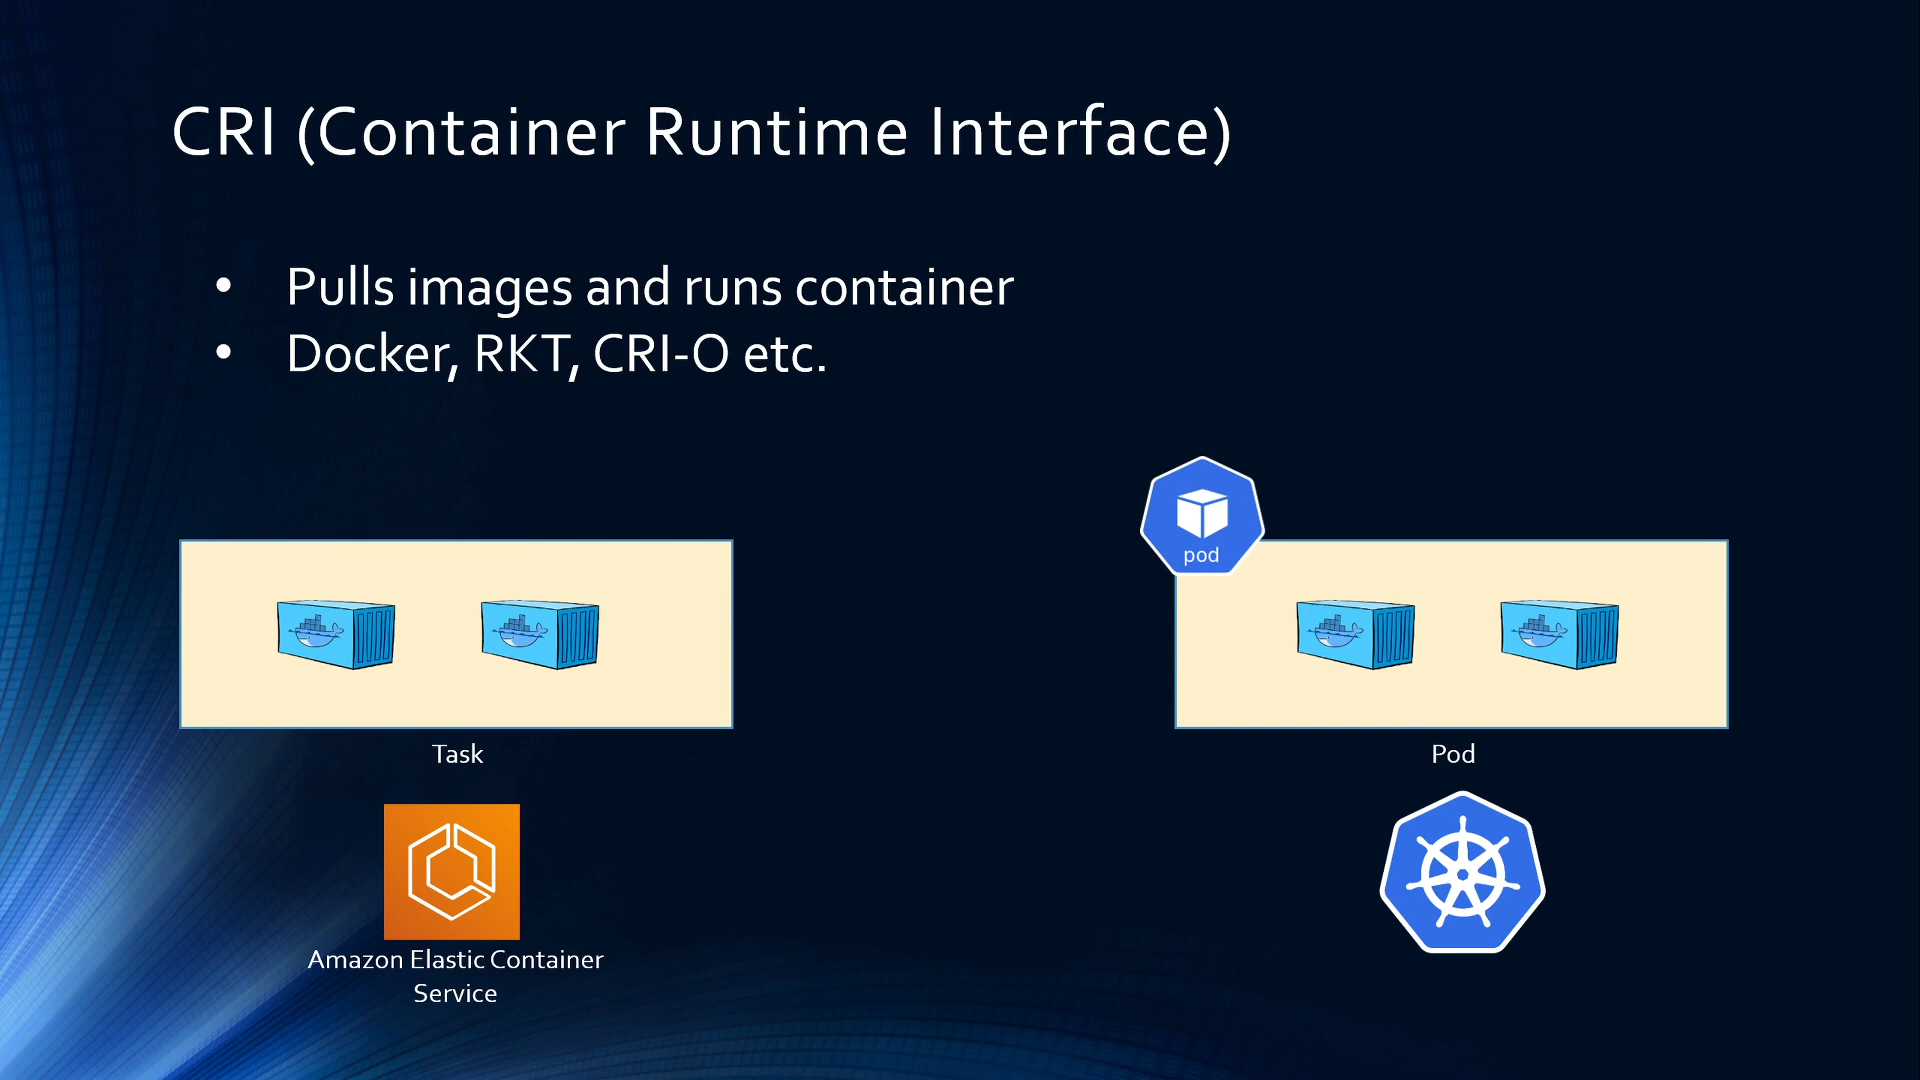 CRI (Container Runtime Interface)
• Pulls images and runs container
• Docker, RKT, CRI-O etc.
pod
Task
Pod
Amazon Elastic Container
Service